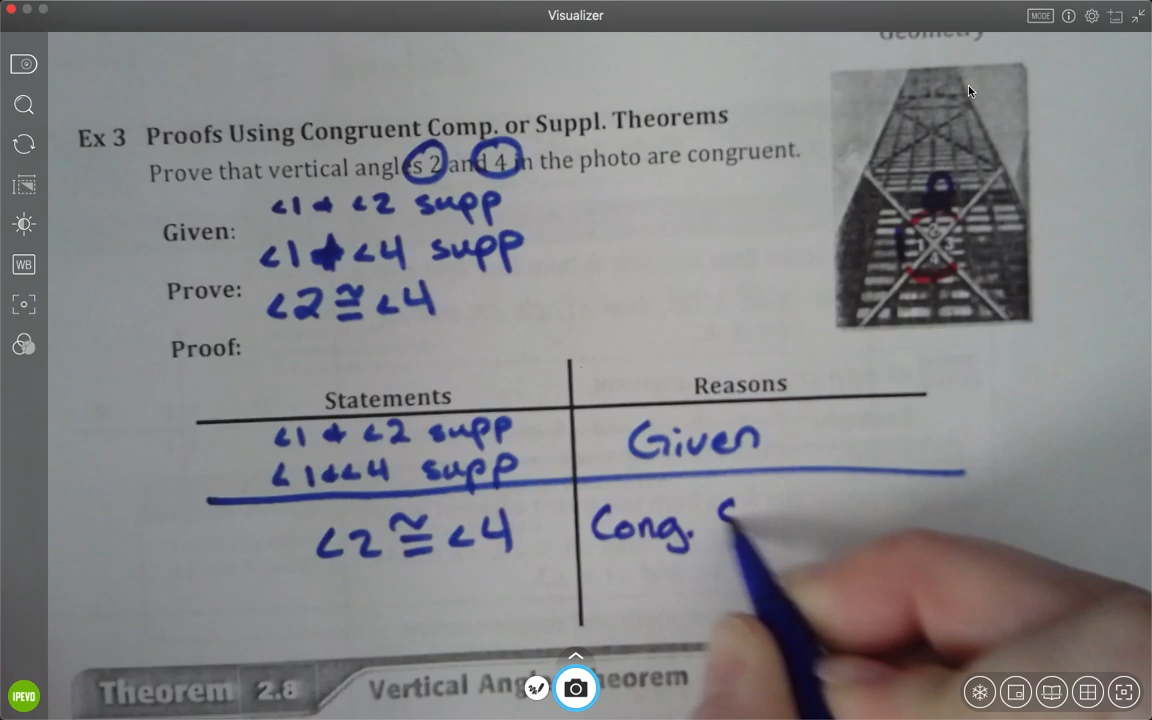 Visualizer
MODE
Geometry
Ex 3 Proofs Using Congruent Comp. or Suppl. Theorems
Prove that vertical angles 2 and 4 in the photo are congruent.
<1 + <2 supp
Given:
<1 + <4 supp
Prove: <2 ≅ <4
Proof:
Statements Reasons
<1 + <2 supp Given
<1+<4 supp
<2 ≅ <4 Cong. S
WB
Theorem 2.8 Vertical Ang heorem
IPEVO